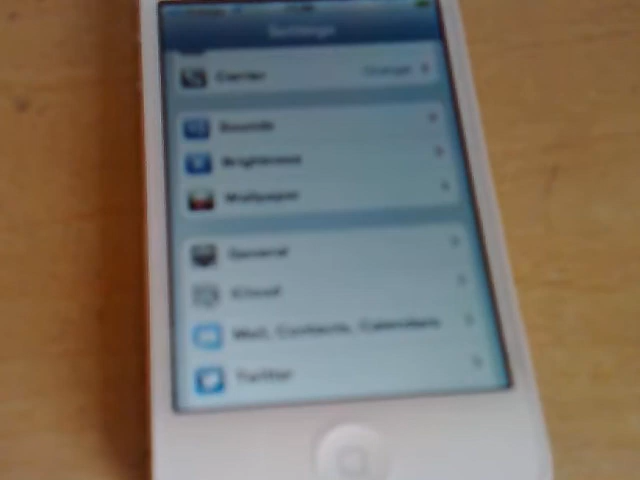 Settings
Carrier
Sounds
Brightness
Wallpaper
General
iCloud
Mail, Contacts, Calendars
Twitter